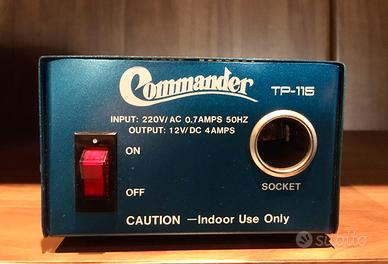 Commander
TP-115
INPUT: 220V/AC 0.7AMPS 50HZ
OUTPUT: 12V/DC 4AMPS
ON
SOCKET
OFF
CAUTION —Indoor Use Only
subito